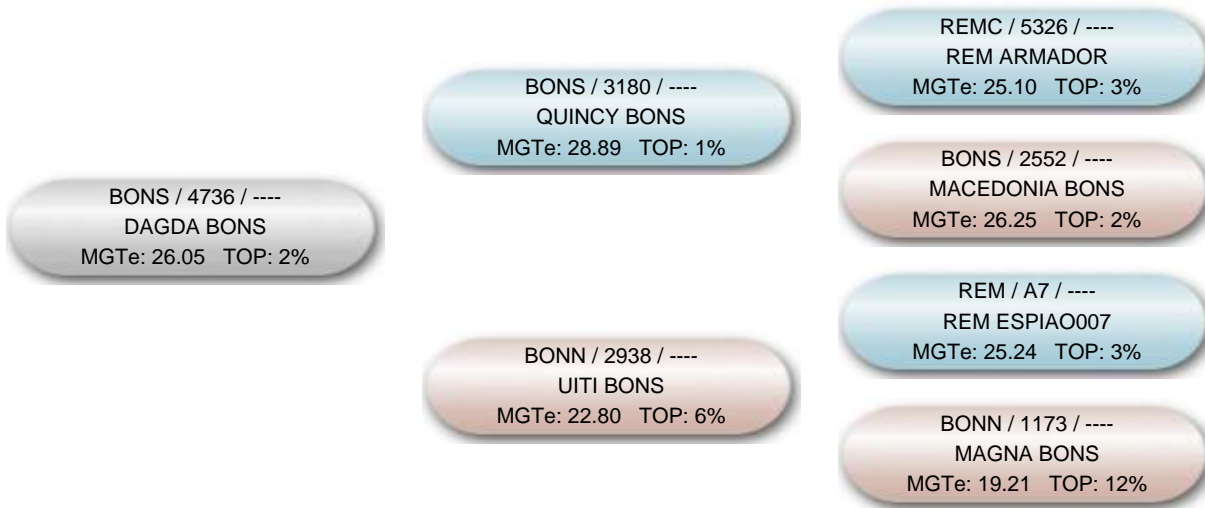 BONS / 4736 / ----
DAGDA BONS
MGTe: 26.05 TOP: 2%
BONS / 3180 / ----
QUINCY BONS
MGTe: 28.89 TOP: 1%
BONN / 2938 / ----
UITI BONS
MGTe: 22.80 TOP: 6%
REMC / 5326 / ----
REM ARMADOR
MGTe: 25.10 TOP: 3%
BONS / 2552 / ----
MACEDONIA BONS
MGTe: 26.25 TOP: 2%
REM / A7 / ----
REM ESPIAO007
MGTe: 25.24 TOP: 3%
BONN / 1173 / ----
MAGNA BONS
MGTe: 19.21 TOP: 12%